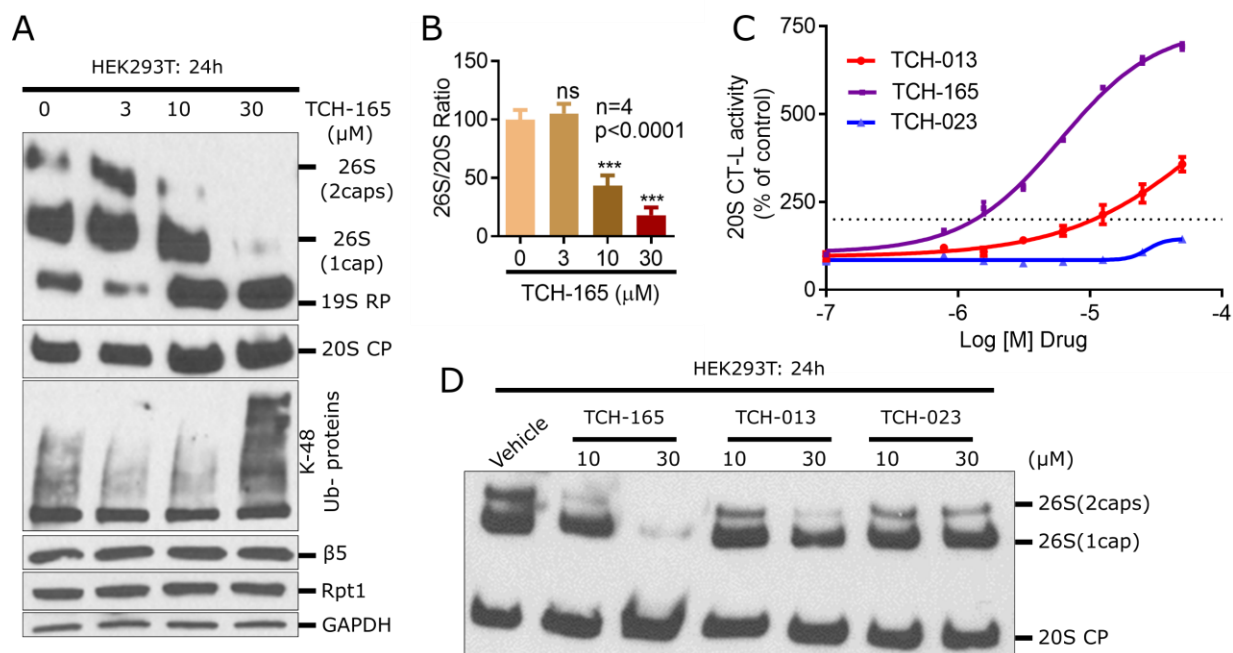 A
HEK293T: 24h
0 3 10 30 TCH-165
(µM)
26S
(2caps)
26S
(1cap)
19S RP
20S CP
K-48
Ub- proteins
β5
Rpt1
GAPDH
B
150
100
50
0
26S/20S Ratio
ns
n=4
p<0.0001
***
***
0 3 10 30
TCH-165 (µM)
C
750
500
250
0
20S CT-L activity
(% of control)
TCH-013
TCH-165
TCH-023
-7 -6 -5 -4
Log [M] Drug
D
HEK293T: 24h
Vehicle
TCH-165 TCH-013 TCH-023
10 30 10 30 10 30 (µM)
26S(2caps)
26S(1cap)
20S CP